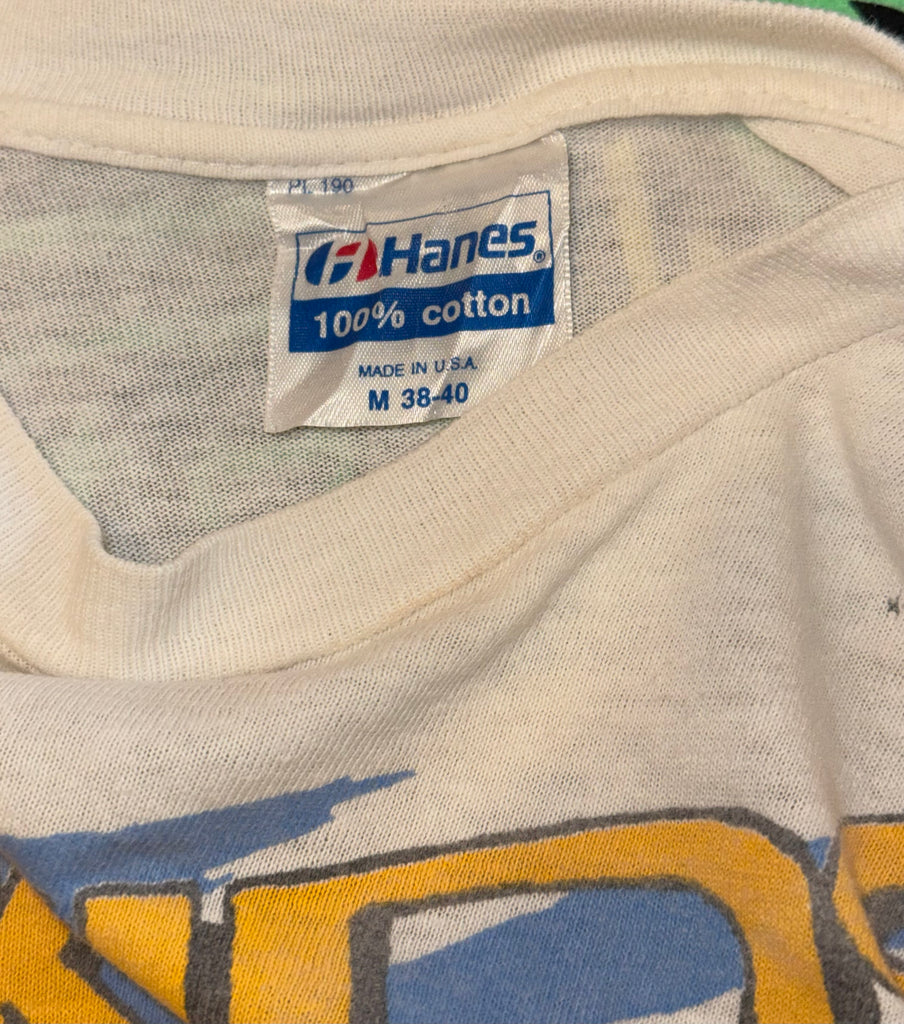 PL 190
Hanes®
100% cotton
MADE IN U.S.A.
M 38-40